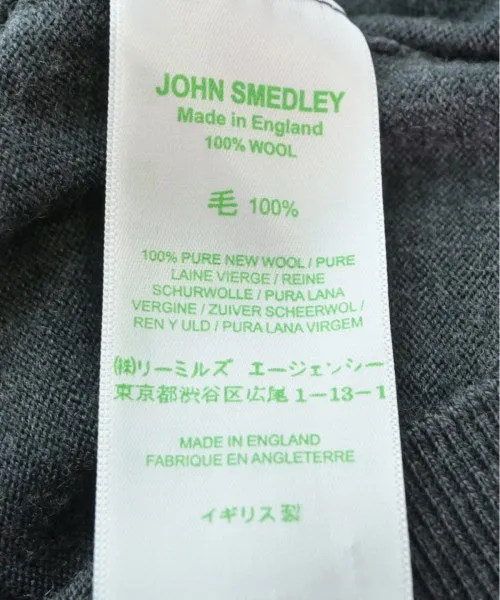 JOHN SMEDLEY
Made in England
100% WOOL
毛 100%
100% PURE NEW WOOL / PURE
LAINE VIERGE / REINE
SCHURWOLLE / PURA LANA
VERGINE / ZUIVER SCHEERWOL /
REN Y ULD / PURA LANA VIRGEM
㈱リーミルズ エージェンシー
東京都渋谷区広尾1-13-1
MADE IN ENGLAND
FABRIQUE EN ANGLETERRE
イギリス製